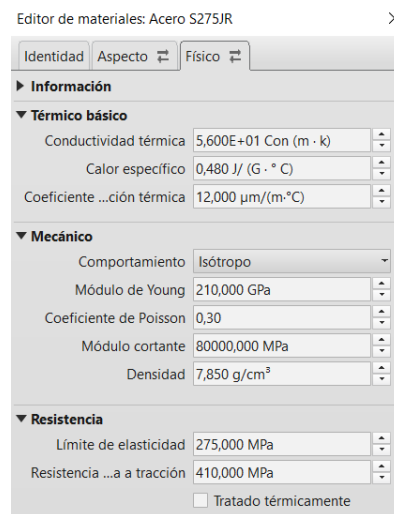 Editor de materiales: Acero S275JR
Identidad Aspecto Físico
Información
Térmico básico
Conductividad térmica 5,600E+01 Con (m · k)
Calor específico 0,480 J/ (G · ° C)
Coeficiente ...ción térmica 12,000 µm/(m·°C)
Mecánico
Comportamiento Isótropo
Módulo de Young 210,000 GPa
Coeficiente de Poisson 0,30
Módulo cortante 80000,000 MPa
Densidad 7,850 g/cm³
Resistencia
Límite de elasticidad 275,000 MPa
Resistencia ...a a tracción 410,000 MPa
Tratado térmicamente